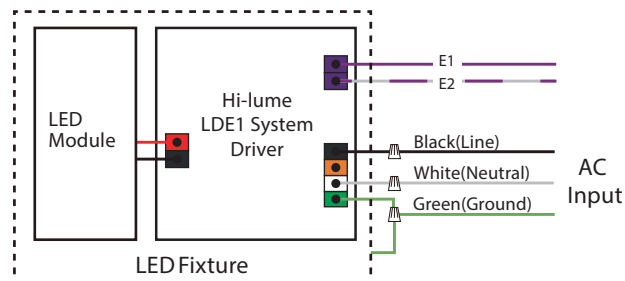 E1
E2
LED
Module
Hi-lume
LDE1 System
Driver
Black(Line)
White(Neutral)
Green(Ground)
AC
Input
LED Fixture